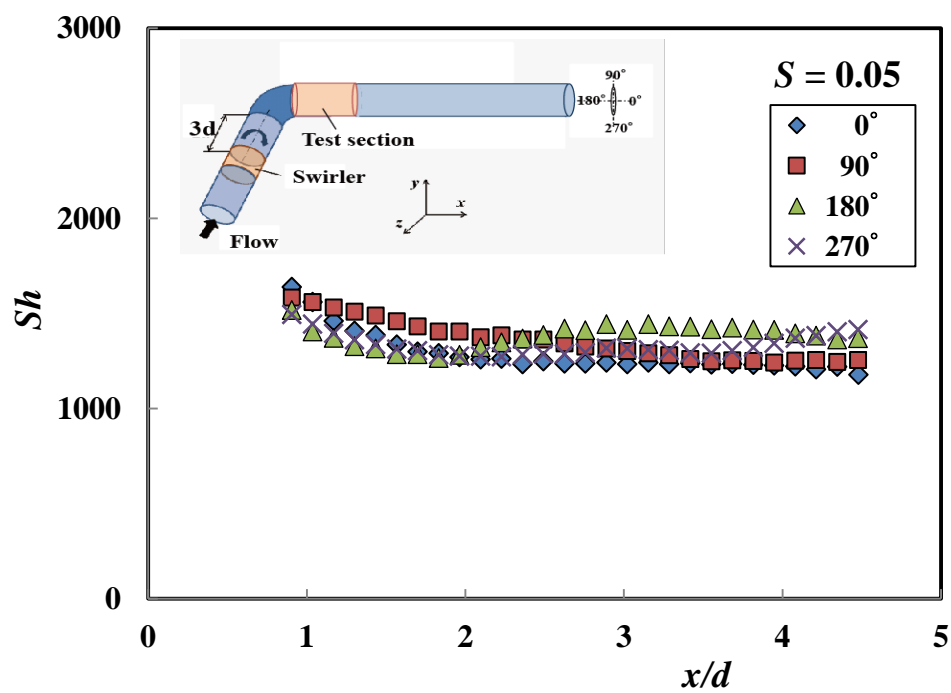 3000
2000
1000
0
Sh
0 1 2 3 4 5
x/d
S = 0.05
0°
90°
180°
270°
3d
Test section
Swirler
Flow
y
x
z
90°
180° 0°
270°